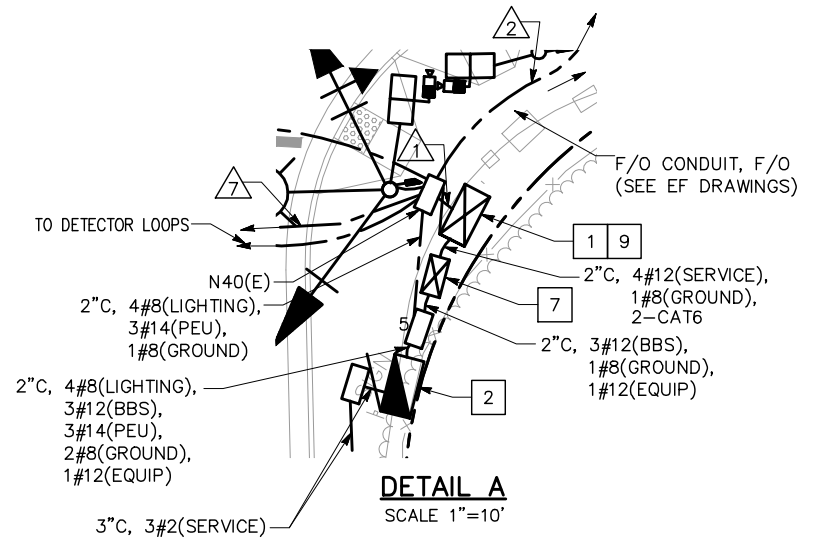 2
1
7
F/O CONDUIT, F/O
(SEE EF DRAWINGS)
TO DETECTOR LOOPS
1 9
N40(E)
2"C, 4#12(SERVICE),
1#8(GROUND),
2-CAT6
2"C, 4#8(LIGHTING),
3#14(PEU),
1#8(GROUND)
7
5
2"C, 3#12(BBS),
1#8(GROUND),
1#12(EQUIP)
2"C, 4#8(LIGHTING),
3#12(BBS),
3#14(PEU),
2#8(GROUND),
1#12(EQUIP)
2
DETAIL A
SCALE 1"=10'
3"C, 3#2(SERVICE)